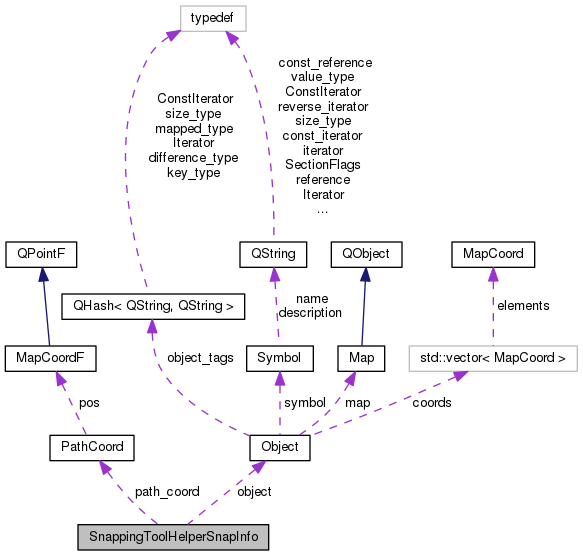 typedef
const_reference
value_type
ConstIterator
reverse_iterator
size_type
const_iterator
iterator
SectionFlags
reference
Iterator
...
ConstIterator
size_type
mapped_type
Iterator
difference_type
key_type
QPointF
QString
QObject
MapCoord
QHash< QString, QString >
name
description
elements
MapCoordF
object_tags
Symbol
Map
std::vector< MapCoord >
pos
symbol
map
coords
PathCoord
Object
path_coord
object
SnappingToolHelperSnapInfo